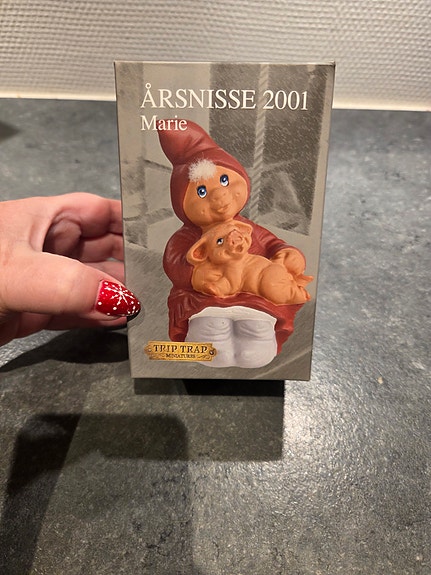 ÅRSNISSE 2001
Marie
TRIP TRAP
MINIATURES